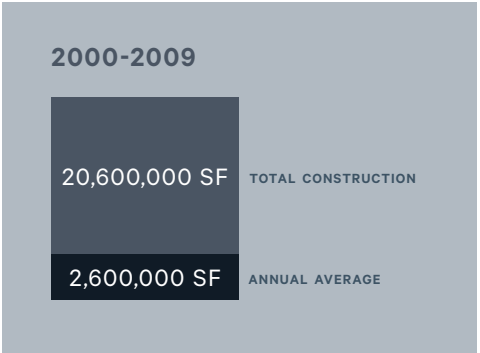 2000-2009
20,600,000 SF TOTAL CONSTRUCTION
2,600,000 SF ANNUAL AVERAGE